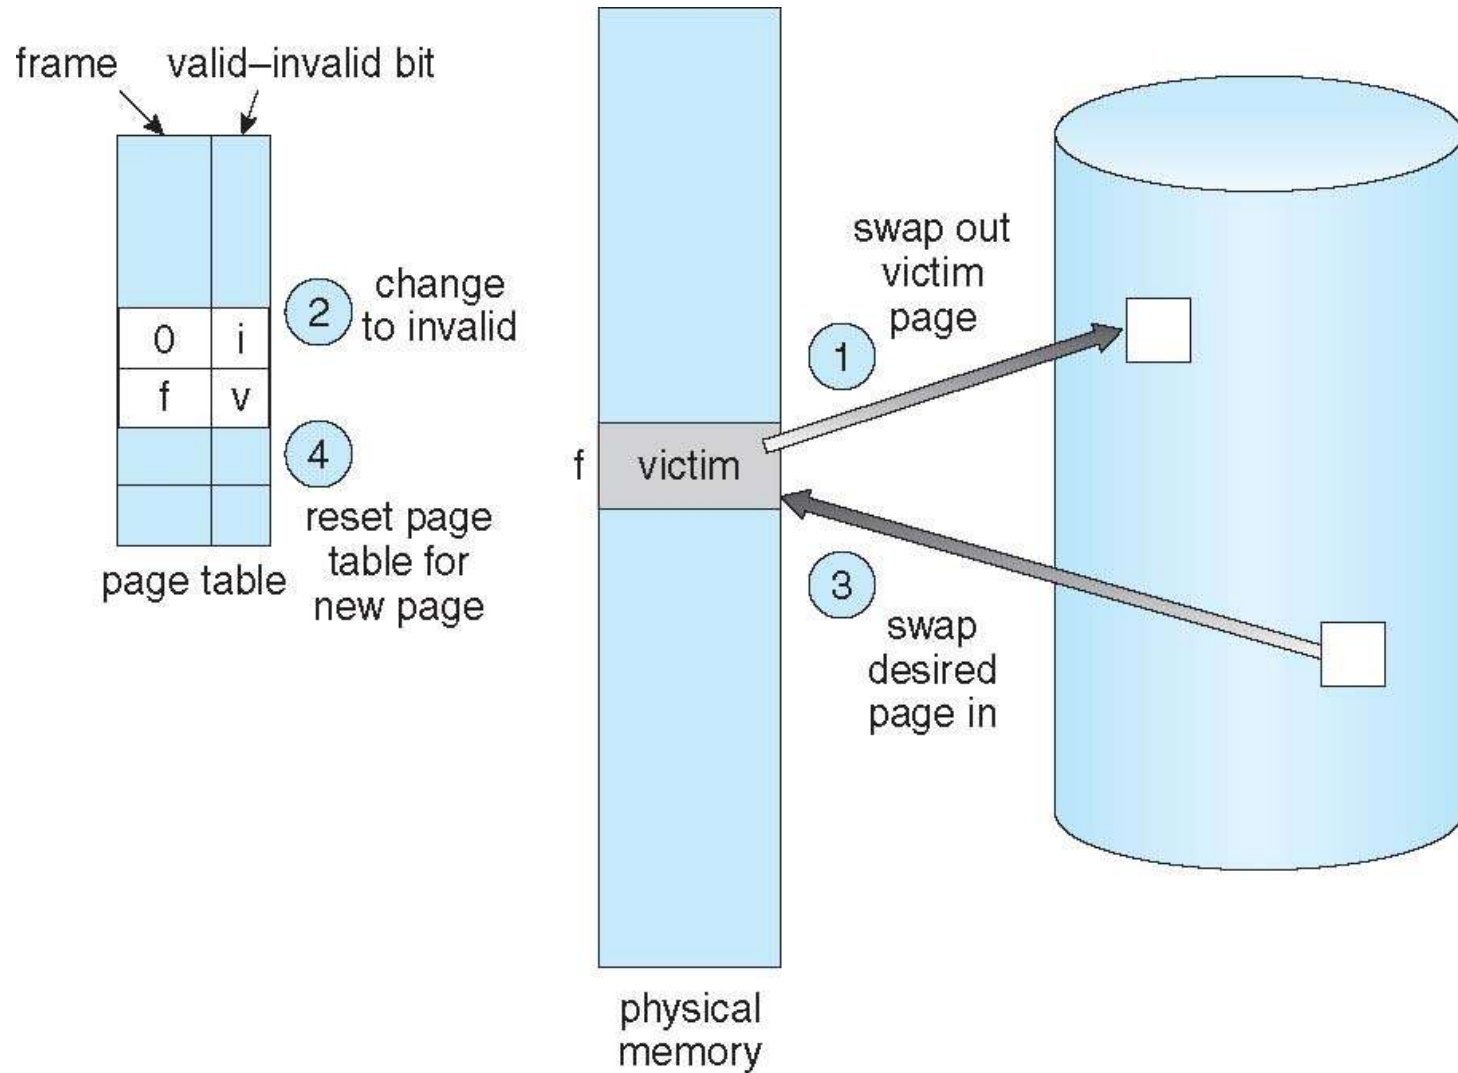 frame
valid–invalid bit
0 i
f v
page table
2
change
to invalid
4
reset page
table for
new page
f
victim
physical
memory
1
swap out
victim
page
3
swap
desired
page in